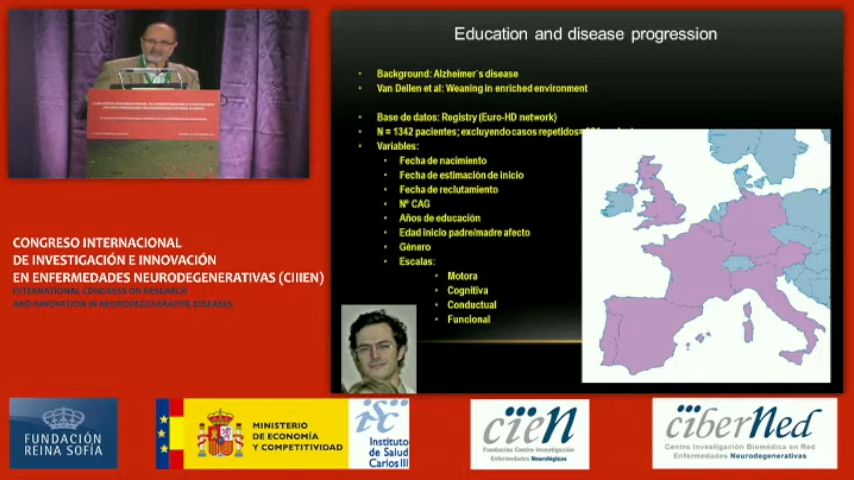 Education and disease progression
Background: Alzheimer´s disease
Van Dellen et al: Weaning in enriched environment
Base de datos: Registry (Euro-HD network)
N = 1342 pacientes; excluyendo casos repetidos=
Variables:
Fecha de nacimiento
Fecha de estimación de inicio
Fecha de reclutamiento
Nº CAG
Años de educación
Edad inicio padre/madre afecto
Género
Escalas:
Motora
Cognitiva
Conductual
Funcional
CONGRESO INTERNACIONAL
DE INVESTIGACIÓN E INNOVACIÓN
EN ENFERMEDADES NEURODEGENERATIVAS (CIIIEN)
INTERNATIONAL CONGRESS ON RESEARCH
AND INNOVATION IN NEURODEGENERATIVE DISEASES
FUNDACIÓN
REINA SOFÍA
MINISTERIO
DE ECONOMÍA
Y COMPETITIVIDAD
isc
Instituto
de Salud
Carlos III
cien
Fundación Centro Investigación
Enfermedades Neurológicas
ciberned
Centro Investigación Biomédica en Red
Enfermedades Neurodegenerativas